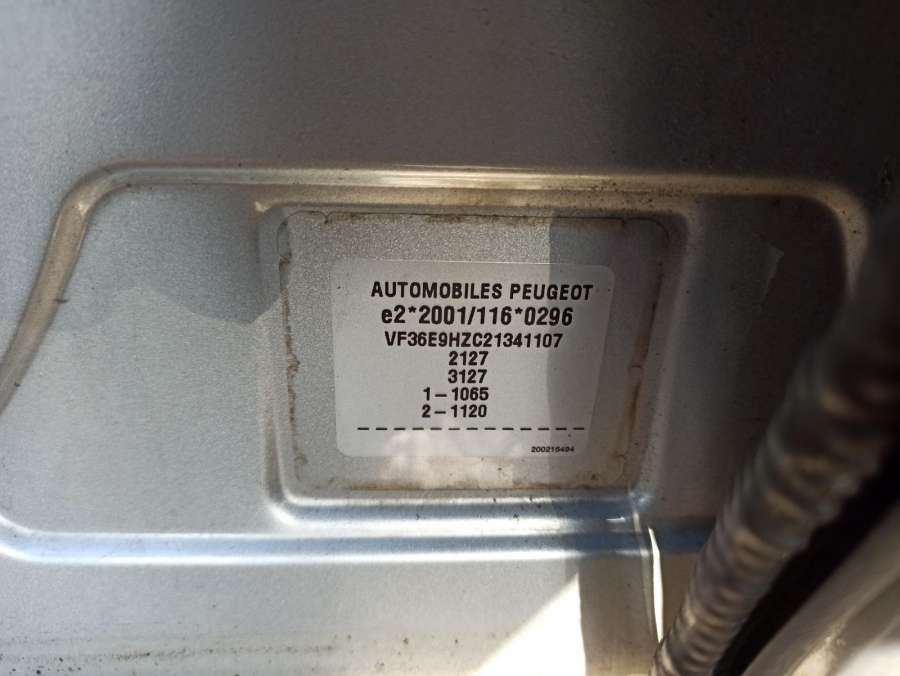 AUTOMOBILES PEUGEOT
e2*2001/116*0296
VF36E9HZC21341107
2127
3127
1-1065
2-1120
200216494